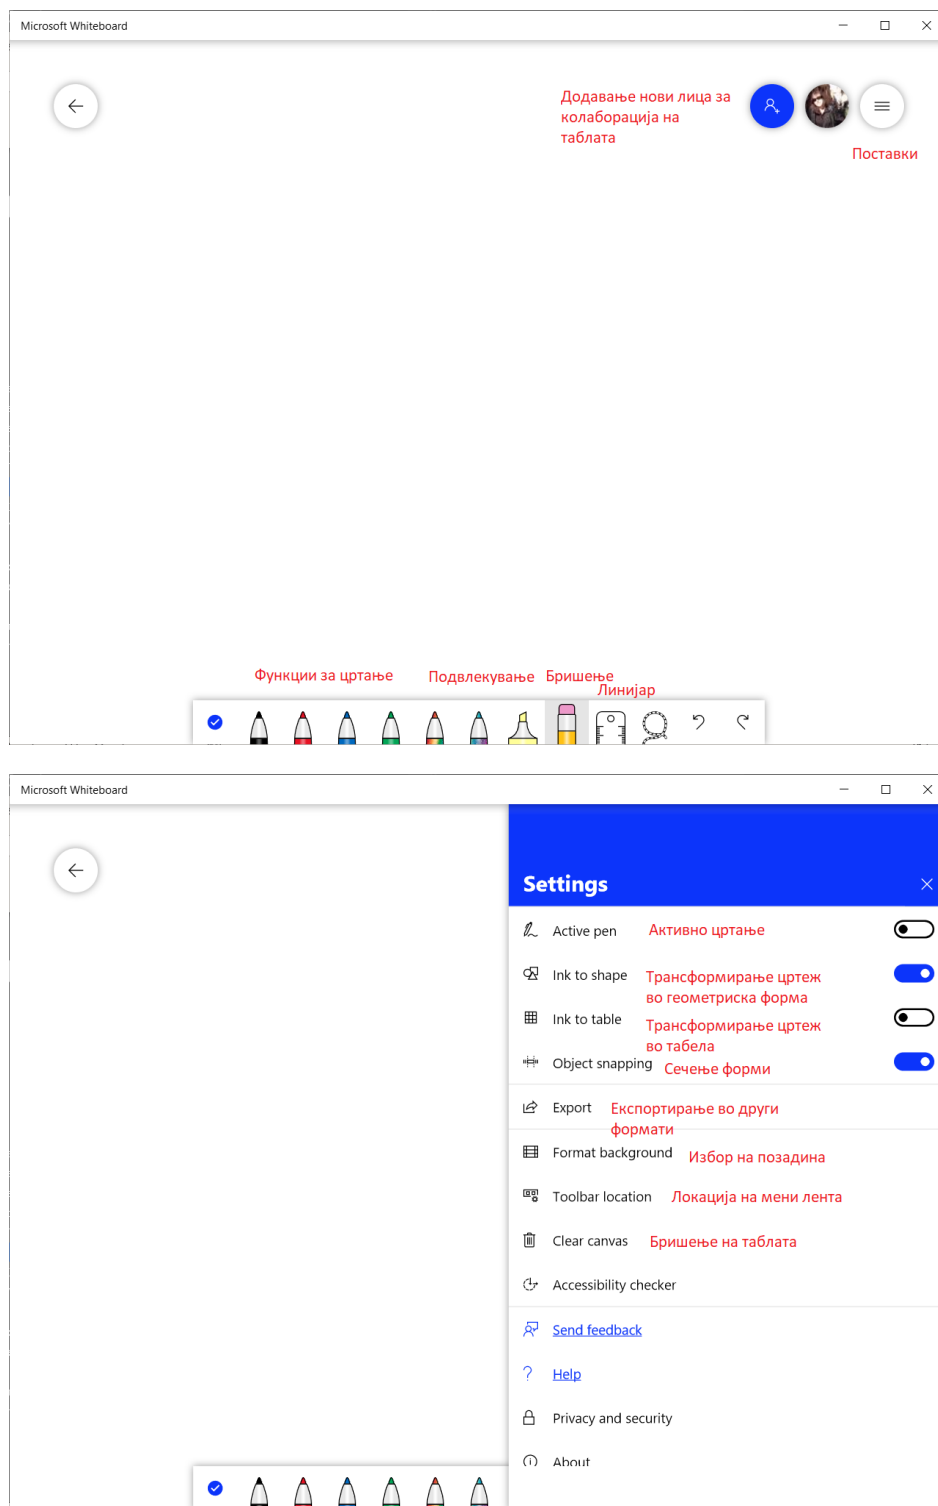 Microsoft Whiteboard
Додавање нови лица за
колаборација на
таблата
Поставки
Функции за цртање
Подвлекување
Бришење
Линијар
Microsoft Whiteboard
Settings
Active pen
Активно цртање
Ink to shape
Трансформирање цртеж
во геометриска форма
Ink to table
Трансформирање цртеж
во табела
Object snapping
Сечење форми
Export
Експортирање во други
формати
Format background
Избор на позадина
Toolbar location
Локација на мени лента
Clear canvas
Бришење на таблата
Accessibility checker
Send feedback
Help
Privacy and security
About